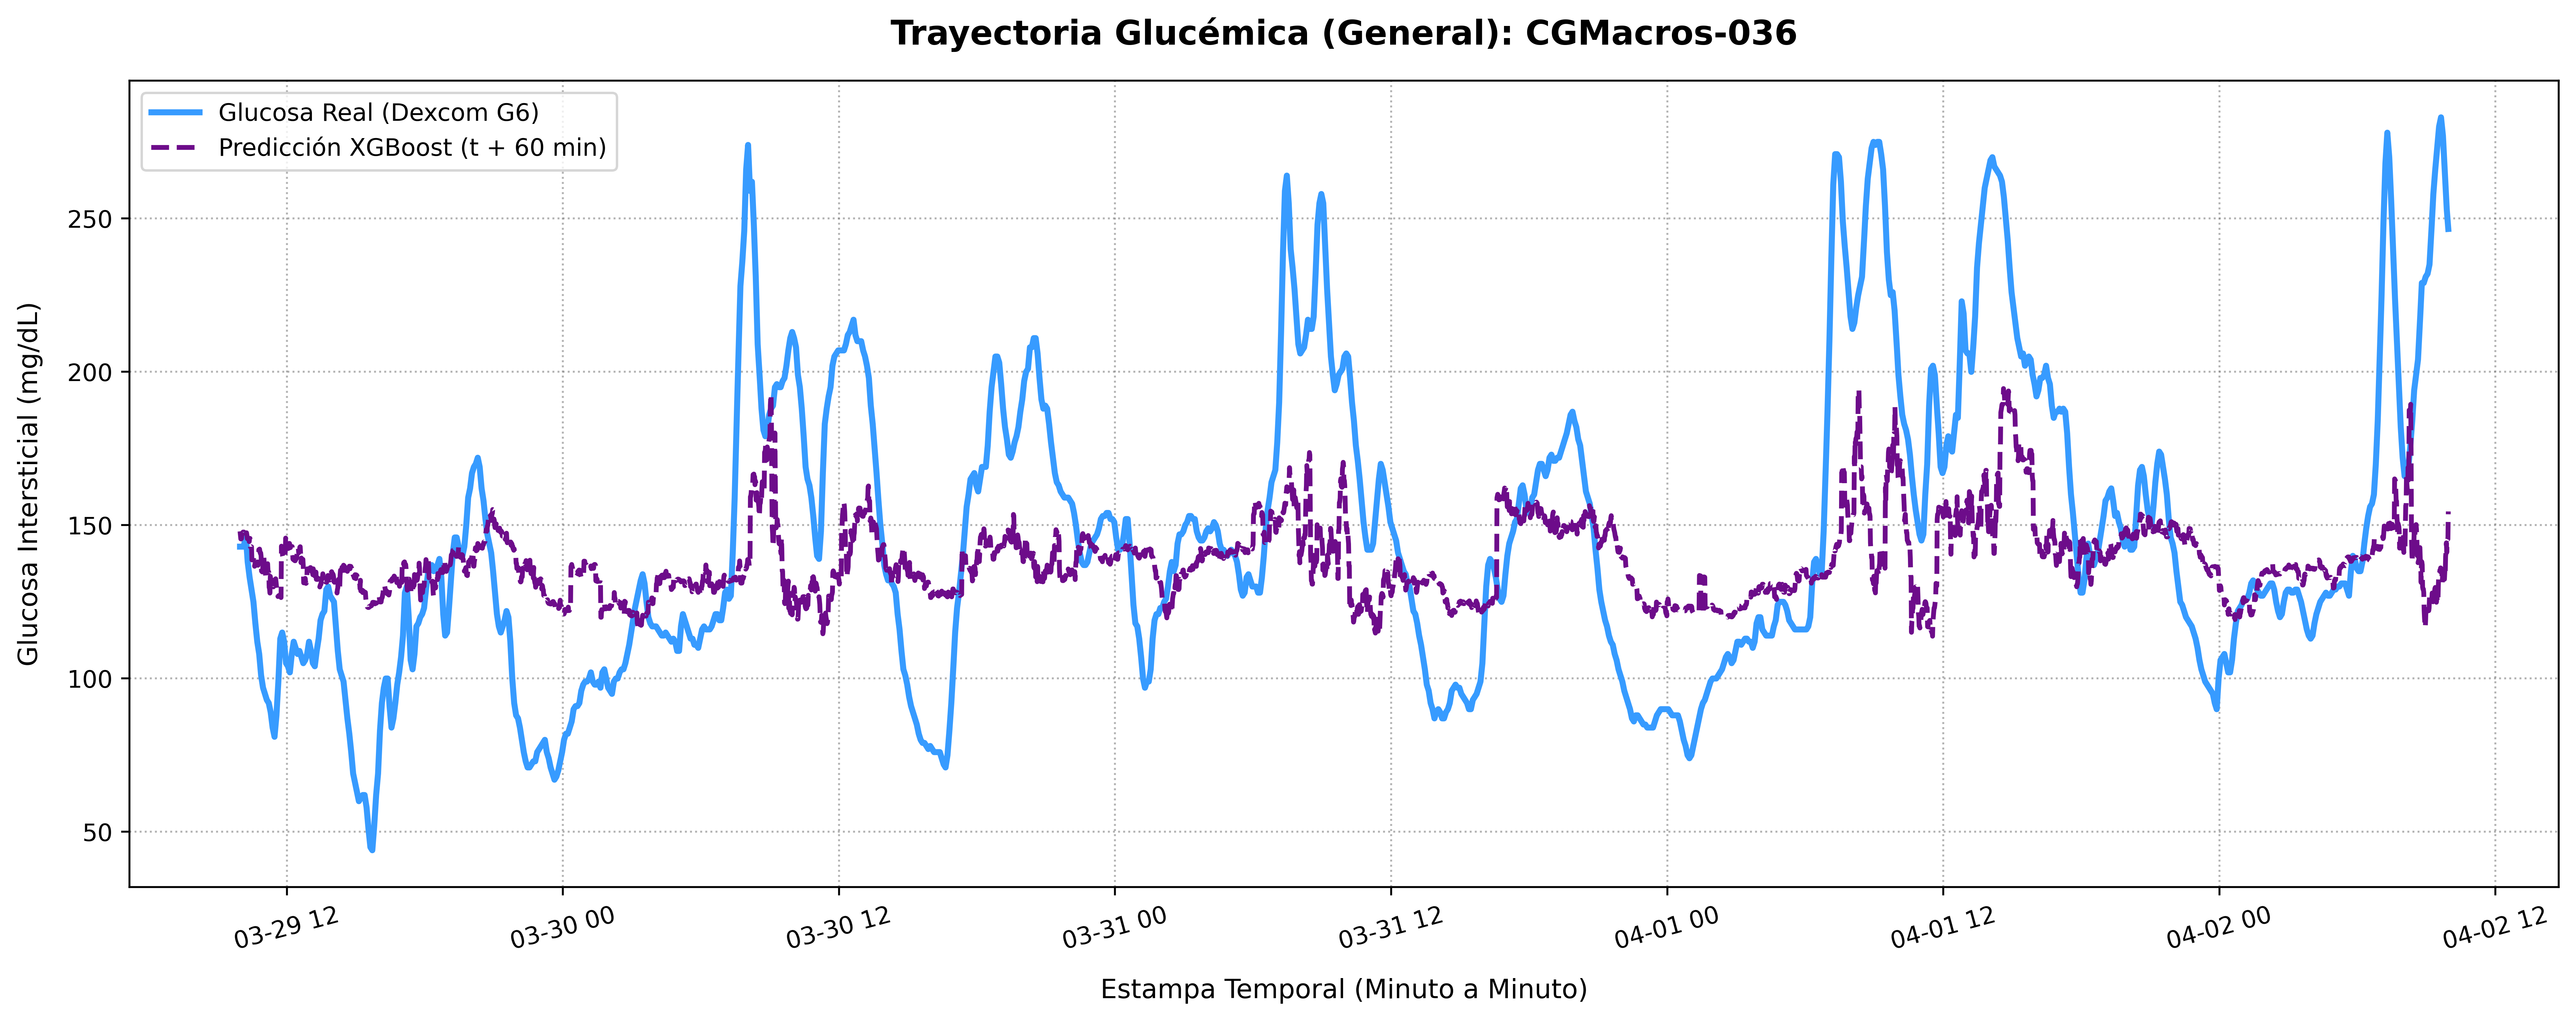 Trayectoria Glucémica (General): CGMacros-036
Glucosa Real (Dexcom G6)
Predicción XGBoost (t + 60 min)
Glucosa Intersticial (mg/dL)
250
200
150
100
50
03-29 12
03-30 00
03-30 12
03-31 00
03-31 12
04-01 00
04-01 12
04-02 00
04-02 12
Estampa Temporal (Minuto a Minuto)